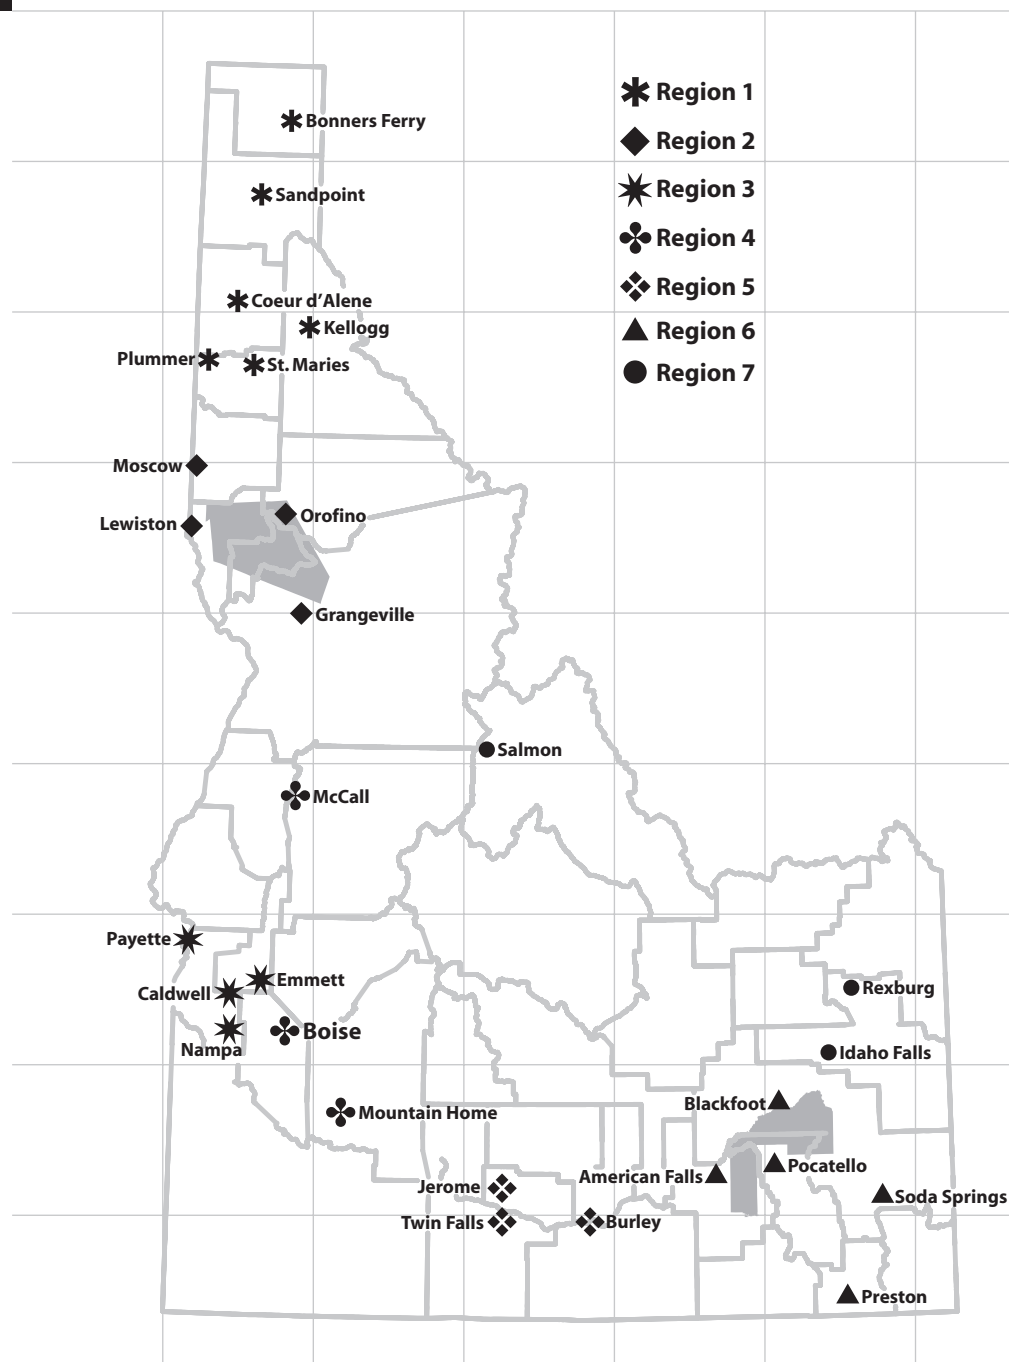 Region 1
Bonners Ferry
Region 2
Region 3
Sandpoint
Region 4
Region 5
Coeur d'Alene
Kellogg
Region 6
Plummer
St. Maries
Region 7
Moscow
Orofino
Lewiston
Grangeville
Salmon
McCall
Payette
Emmett
Caldwell
Rexburg
Boise
Nampa
Idaho Falls
Blackfoot
Mountain Home
Pocatello
American Falls
Jerome
Soda Springs
Twin Falls
Burley
Preston